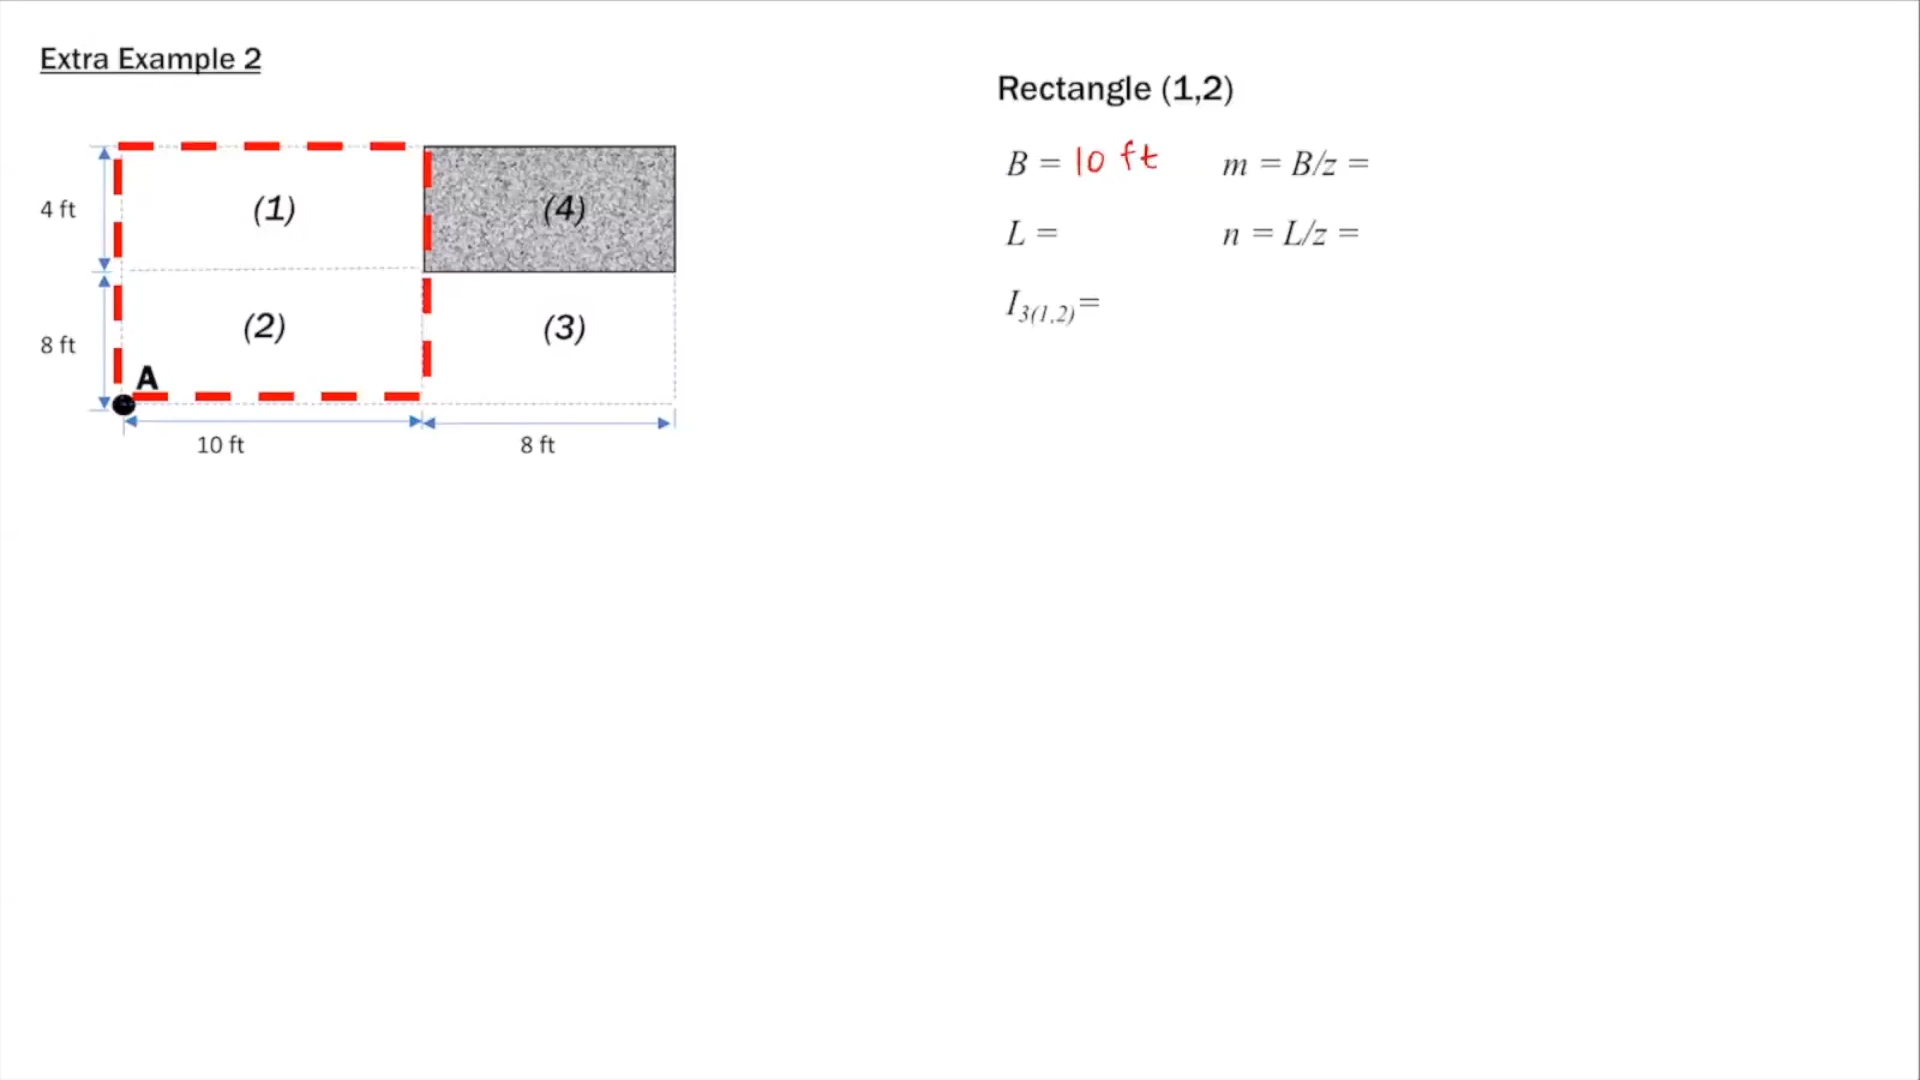 Extra Example 2
4 ft
8 ft
(1)
(4)
(2)
(3)
A
10 ft
8 ft
Rectangle (1,2)
B = 10 ft
m = B/z =
L =
n = L/z =
I3(1,2)=